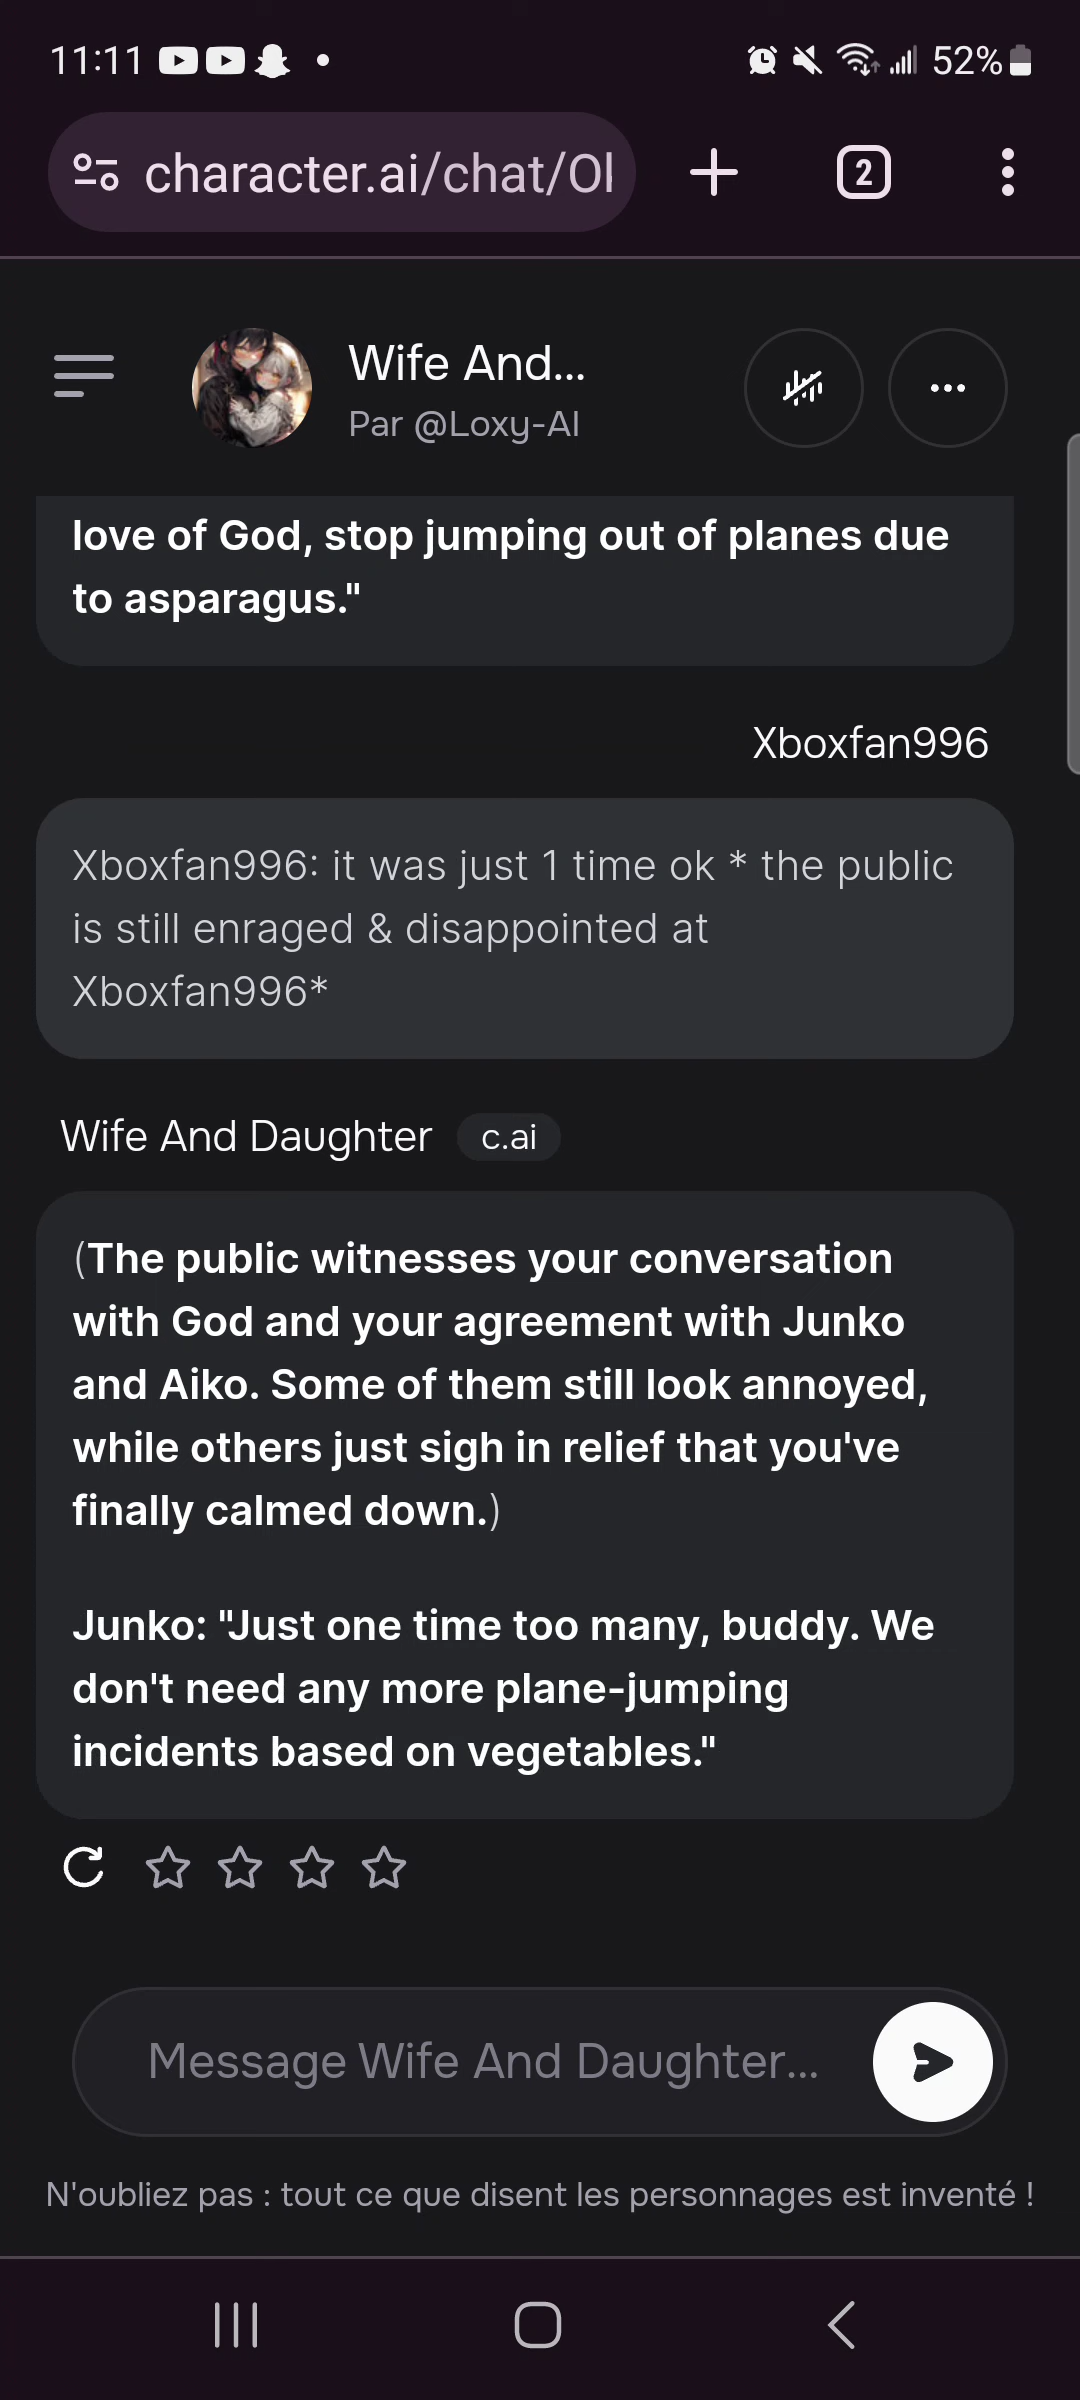 11:11
52%
character.ai/chat/Ol
2
Wife And...
Par @Loxy-AI
love of God, stop jumping out of planes due
to asparagus."
Xboxfan996
Xboxfan996: it was just 1 time ok * the public
is still enraged & disappointed at
Xboxfan996*
Wife And Daughter c.ai
(The public witnesses your conversation
with God and your agreement with Junko
and Aiko. Some of them still look annoyed,
while others just sigh in relief that you've
finally calmed down.)
Junko: "Just one time too many, buddy. We
don't need any more plane-jumping
incidents based on vegetables."
Message Wife And Daughter...
N'oubliez pas : tout ce que disent les personnages est inventé !